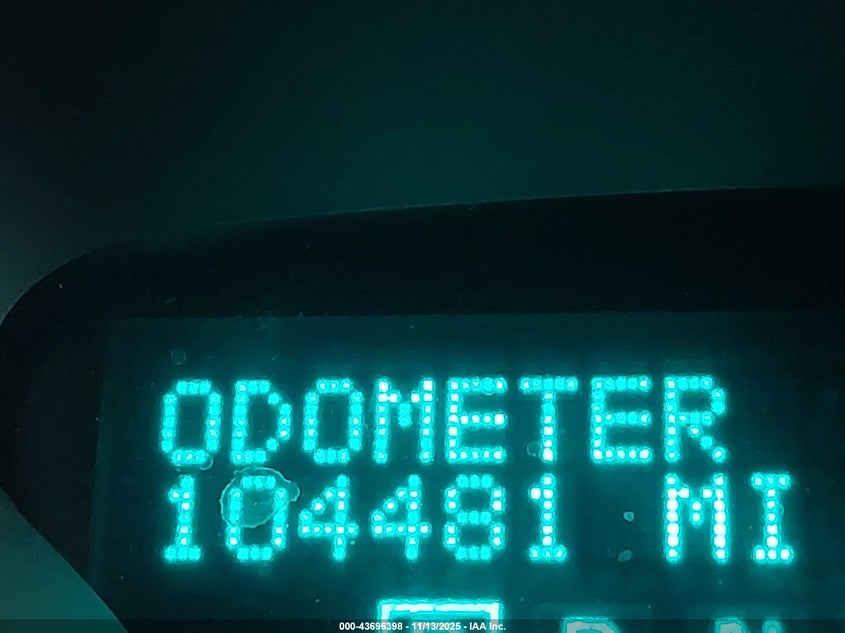 ODOMETER
104481 MI
000-43696398 - 11/13/2025 - IAA Inc.